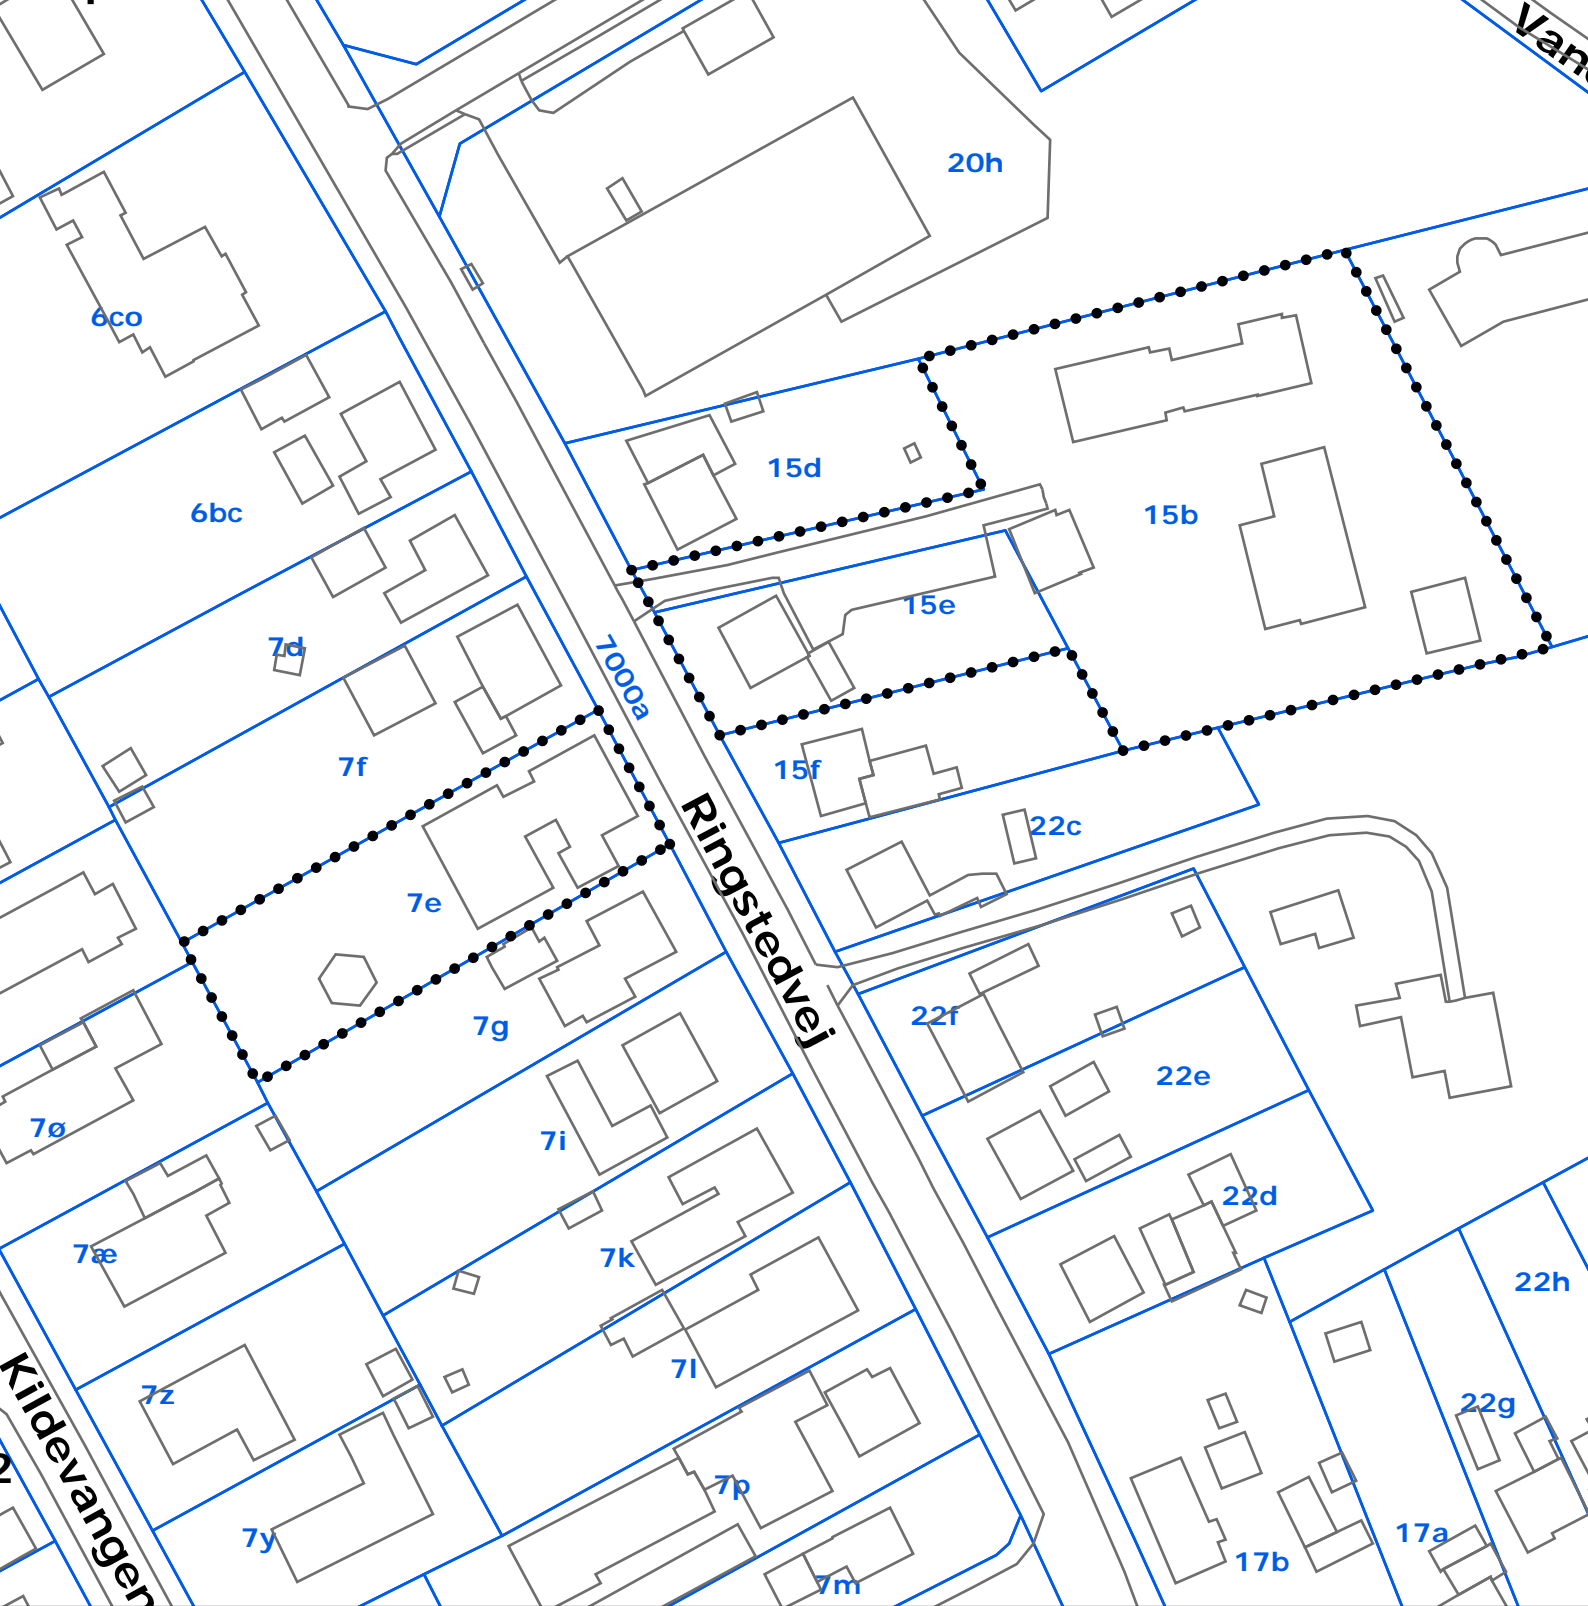 Vand
20h
6co
15d
6bc
15b
15e
7d
7000a
7f
15f
Ringstedvej
22c
7e
22f
7g
22e
7ø
7i
22d
7æ
7k
22h
Kildevangen
7l
7z
22g
7p
17a
7y
17b
7m